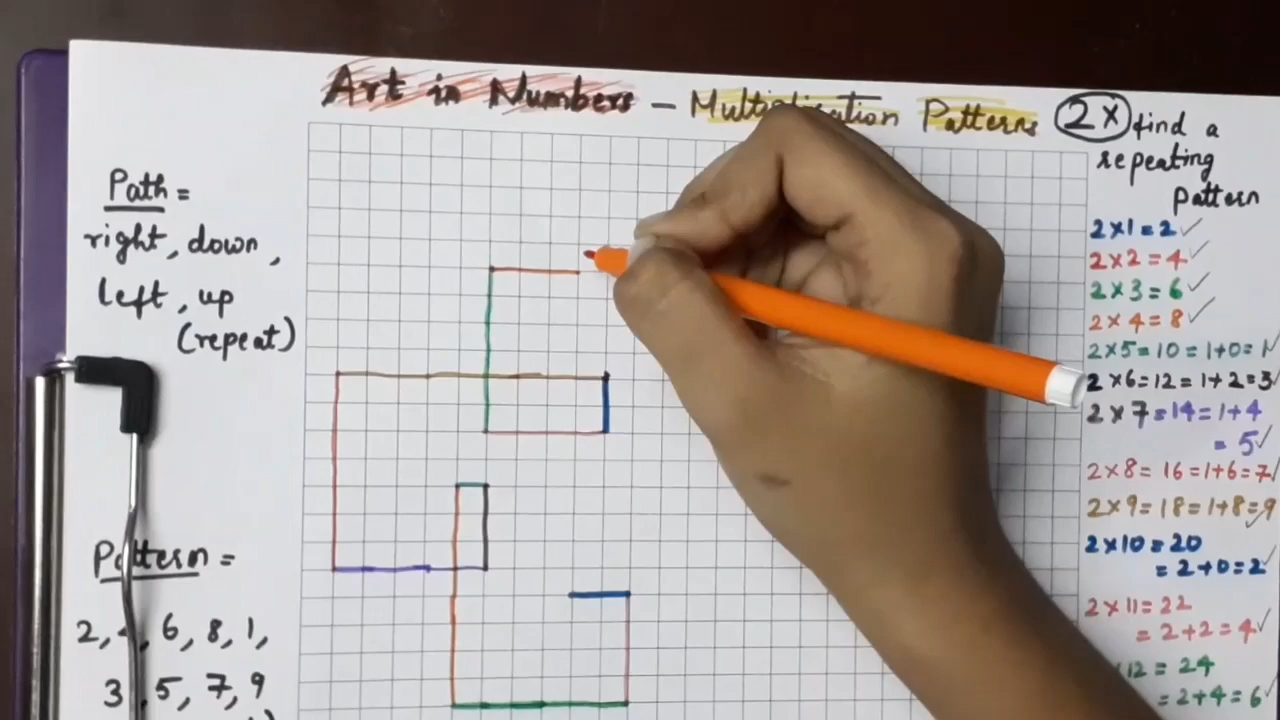 Art in Numbers - Multiplication Patterns 2x find a
repeating
pattern
Path =
right, down,
left, up
(repeat)
Pattern =
2, 4, 6, 8, 1,
3, 5, 7, 9
2x1=2✓
2x2=4✓
2x3=6✓
2x4=8✓
2x5=10=1+0=1✓
2x6=12=1+2=3✓
2x7=14=1+4
=5✓
2x8=16=1+6=7✓
2x9=18=1+8=9✓
2x10=20
=2+0=2✓
2x11=22
=2+2=4✓
12=24
=2+4=6✓